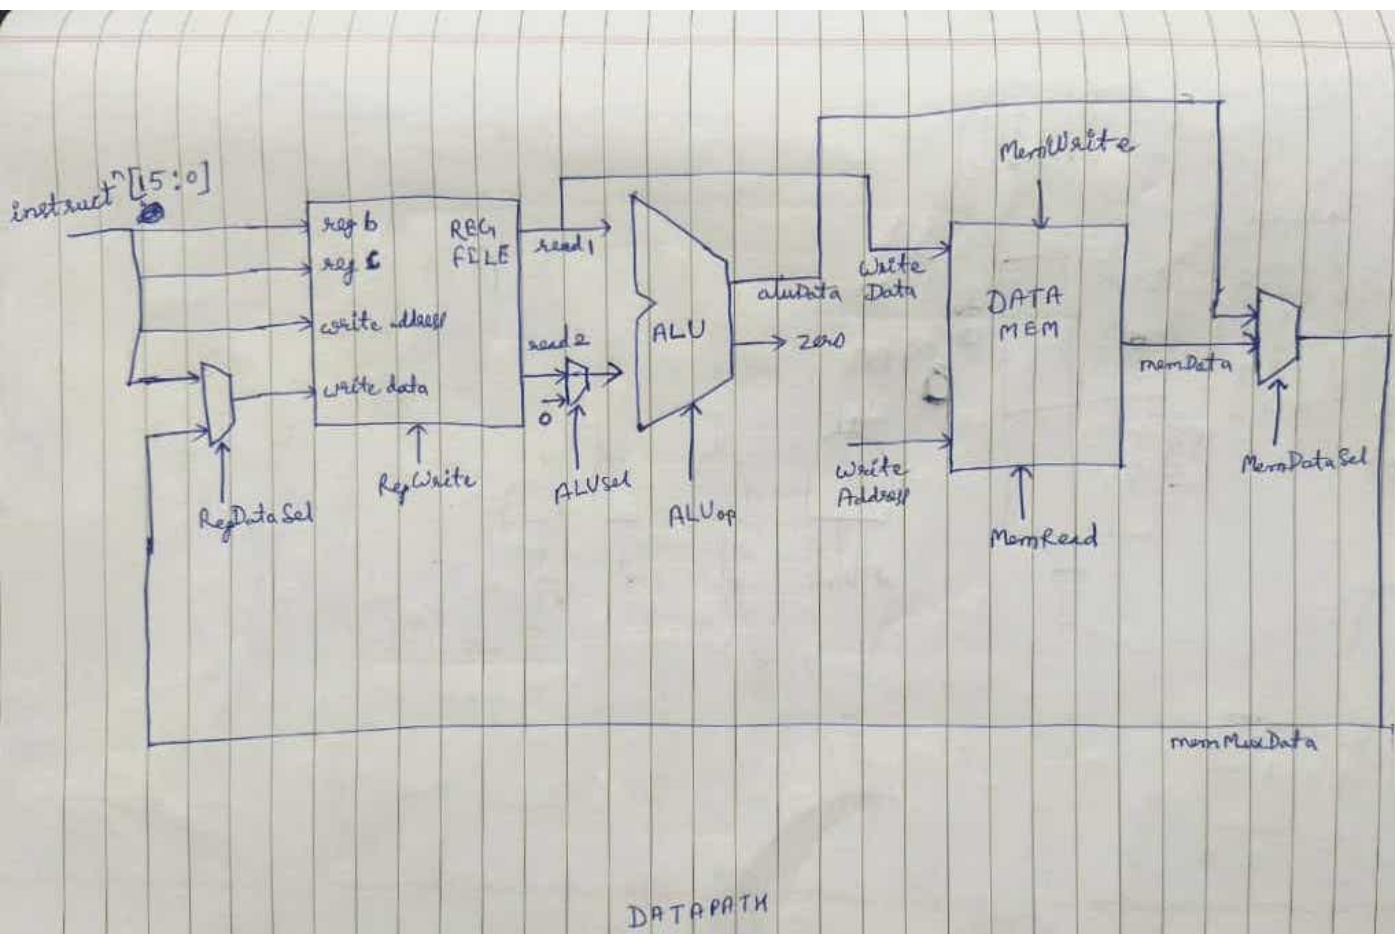 instructⁿ[15:0]
reg b
reg c
write address
write data
REG
FILE
read1
read2
0
RegDataSel
RegWrite
ALUSel
ALU
ALUop
aluData
zero
MemWrite
Write
Data
DATA
MEM
Write
Address
MemRead
memData
MemDataSel
memMuxData
DATAPATH